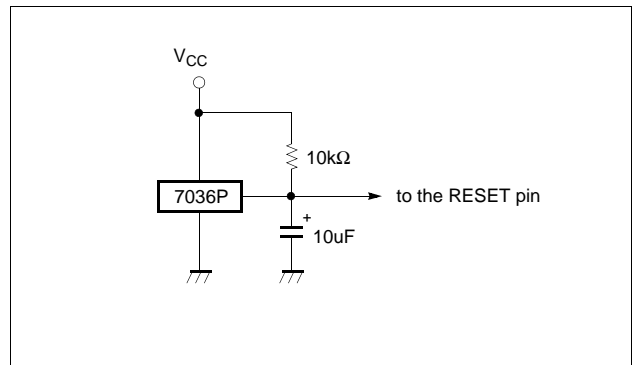 VCC
10kΩ
7036P
to the RESET pin
+
10uF